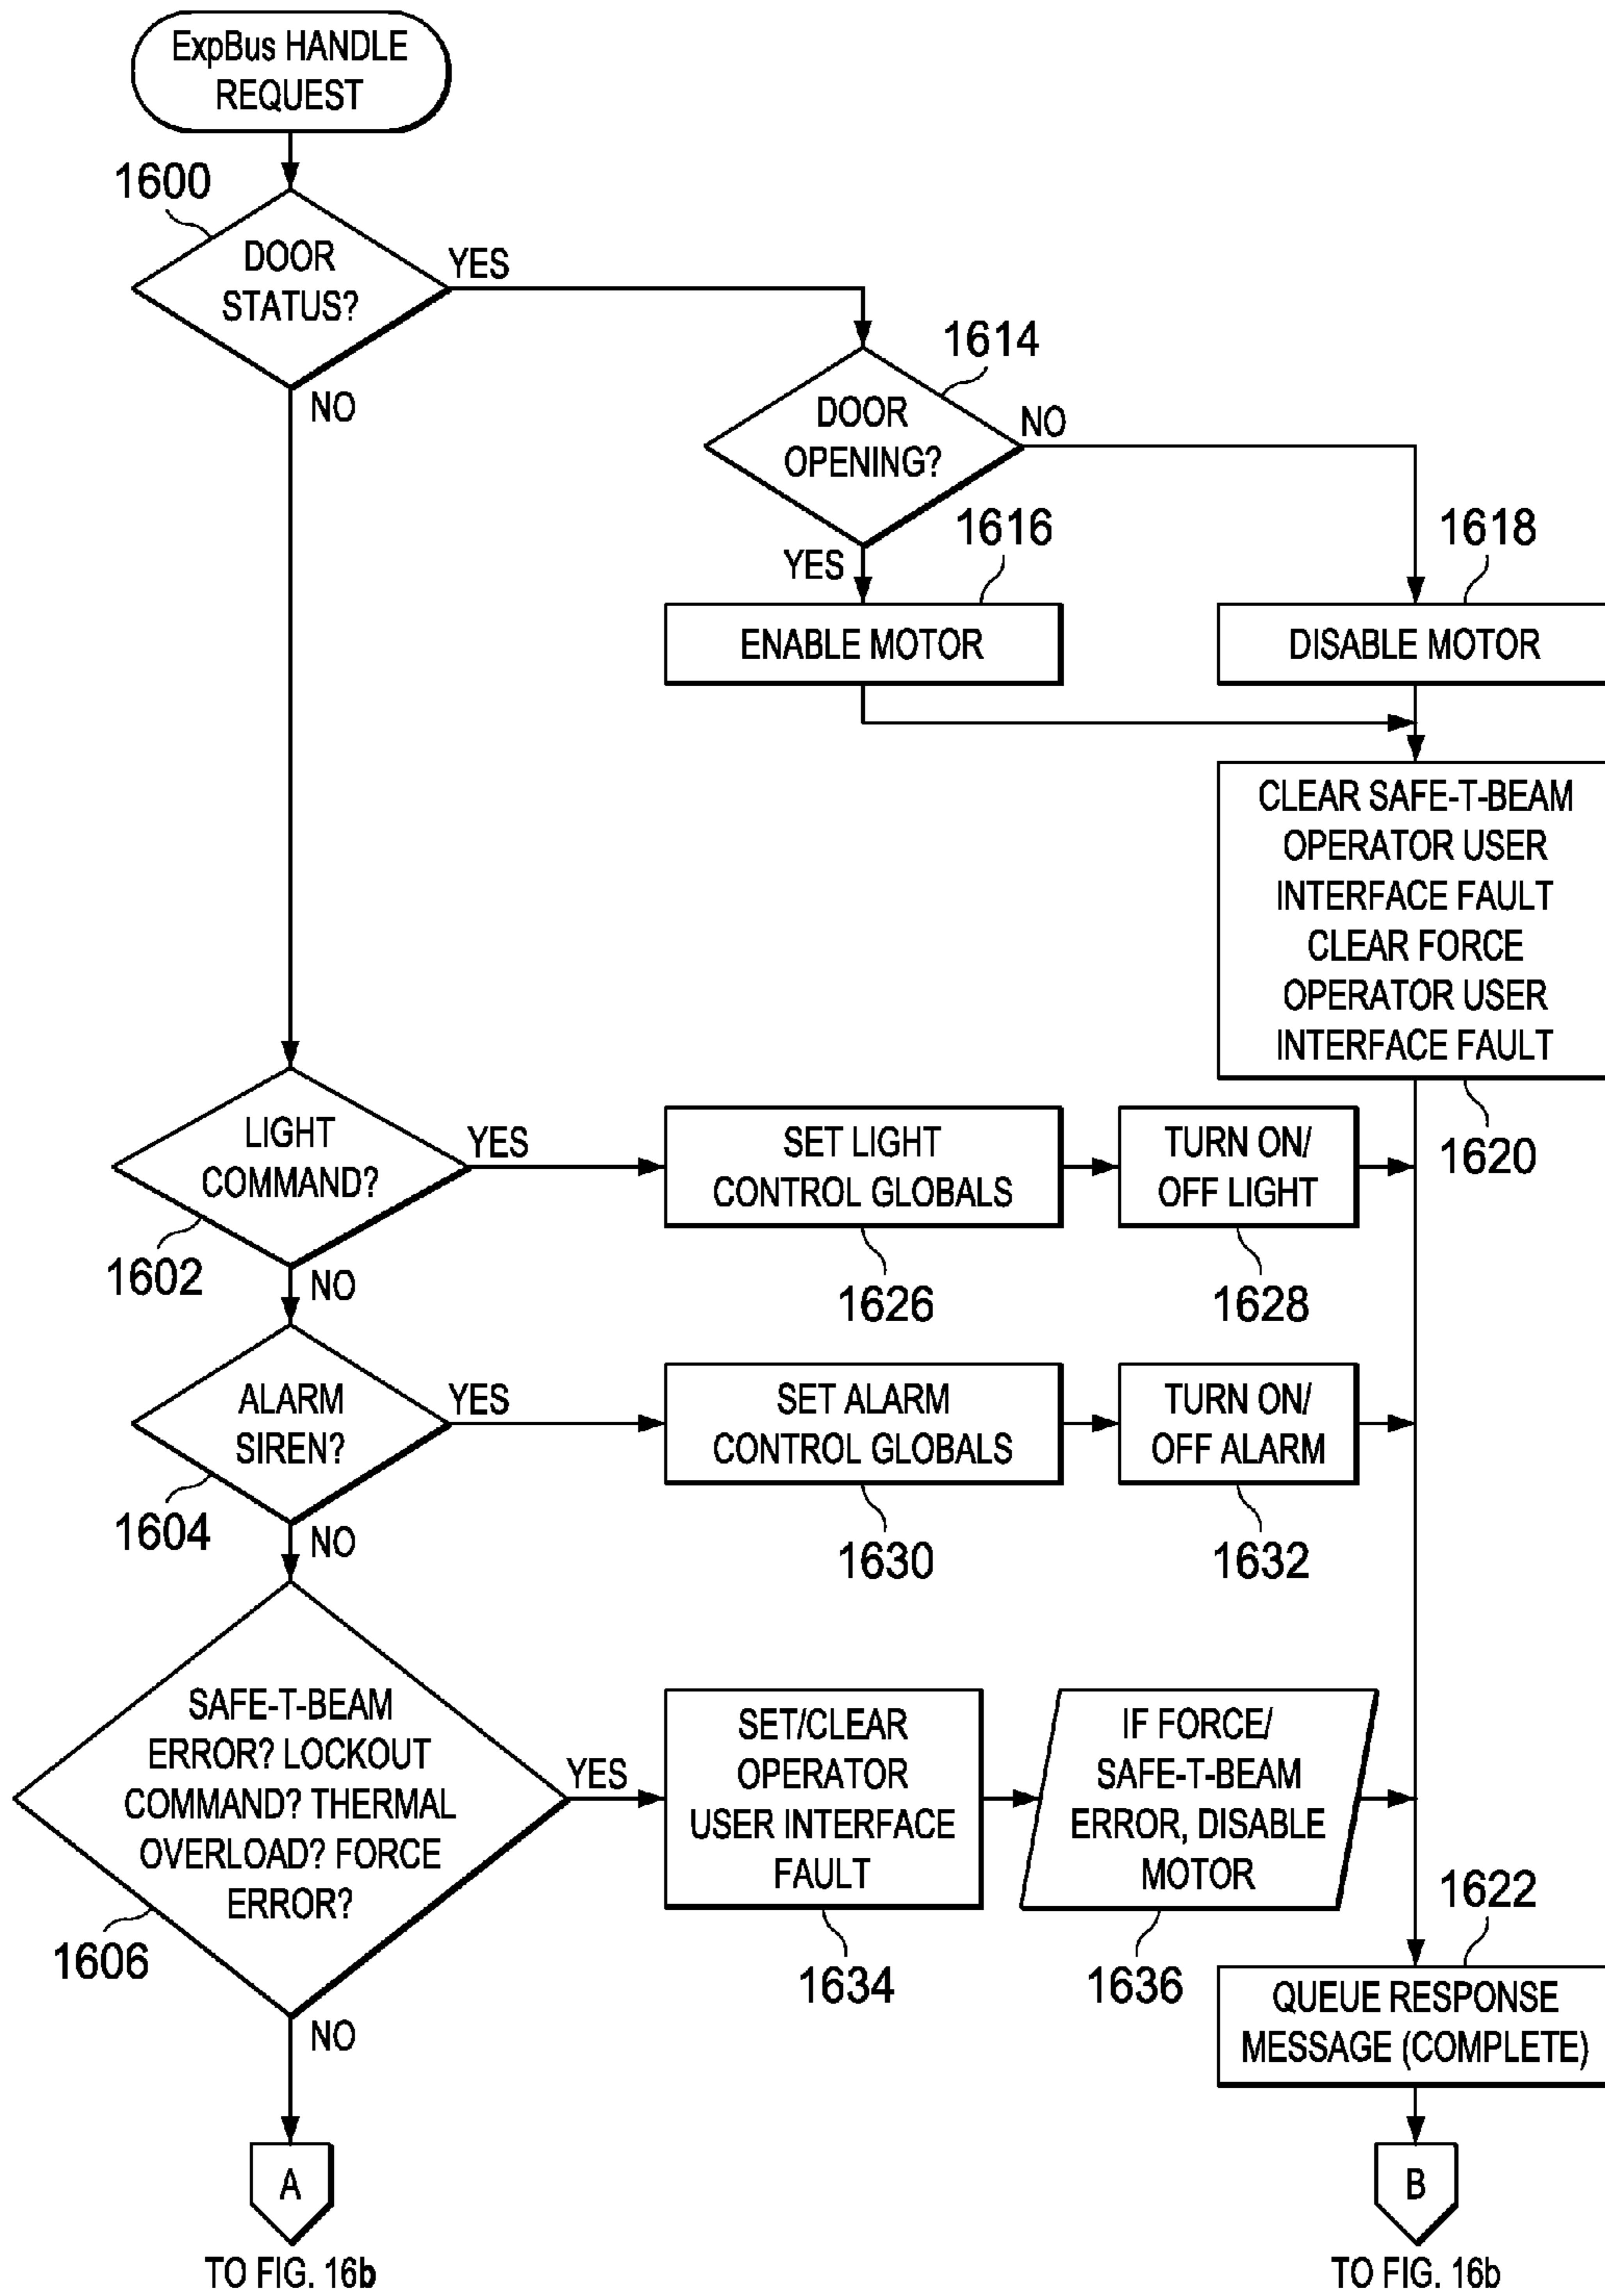 ExpBus HANDLE
REQUEST
1600
DOOR
STATUS?
YES
NO
1614
DOOR
OPENING?
NO
YES
1616
ENABLE MOTOR
1618
DISABLE MOTOR
CLEAR SAFE-T-BEAM
OPERATOR USER
INTERFACE FAULT
CLEAR FORCE
OPERATOR USER
INTERFACE FAULT
1620
LIGHT
COMMAND?
YES
1602
NO
SET LIGHT
CONTROL GLOBALS
1626
TURN ON/
OFF LIGHT
1628
ALARM
SIREN?
YES
1604
NO
SET ALARM
CONTROL GLOBALS
1630
TURN ON/
OFF ALARM
1632
SAFE-T-BEAM
ERROR? LOCKOUT
COMMAND? THERMAL
OVERLOAD? FORCE
ERROR?
YES
1606
NO
SET/CLEAR
OPERATOR
USER INTERFACE
FAULT
1634
IF FORCE/
SAFE-T-BEAM
ERROR, DISABLE
MOTOR
1636
1622
QUEUE RESPONSE
MESSAGE (COMPLETE)
A
TO FIG. 16b
B
TO FIG. 16b